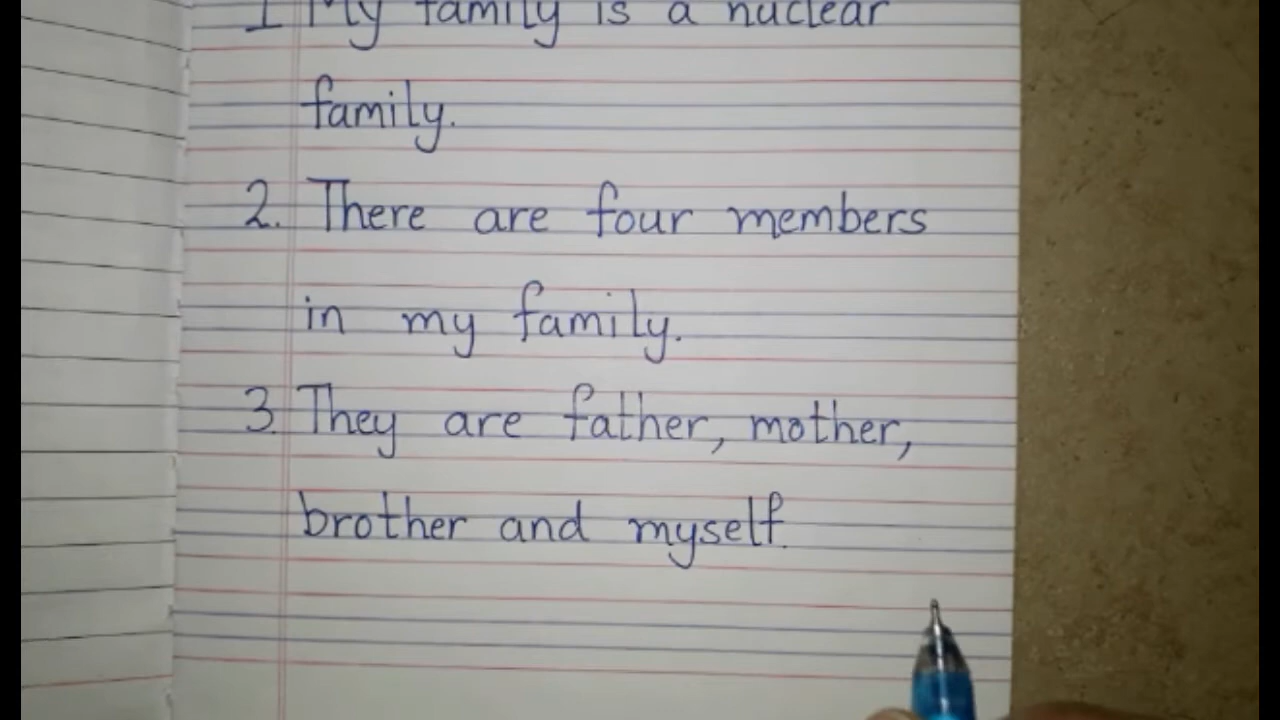 1 My family is a nuclear
family.
2. There are four members
in my family.
3. They are father, mother,
brother and myself.